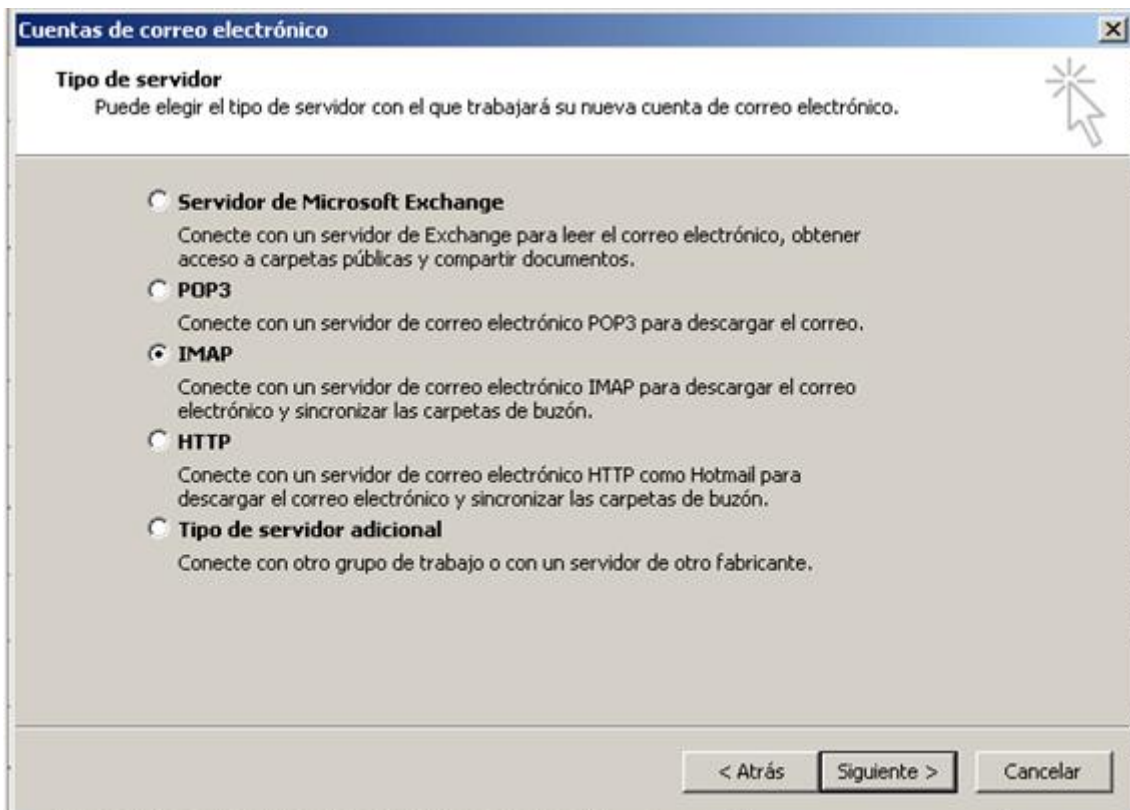 Cuentas de correo electrónico
Tipo de servidor
Puede elegir el tipo de servidor con el que trabajará su nueva cuenta de correo electrónico.
Servidor de Microsoft Exchange
Conecte con un servidor de Exchange para leer el correo electrónico, obtener
acceso a carpetas públicas y compartir documentos.
POP3
Conecte con un servidor de correo electrónico POP3 para descargar el correo.
IMAP
Conecte con un servidor de correo electrónico IMAP para descargar el correo
electrónico y sincronizar las carpetas de buzón.
HTTP
Conecte con un servidor de correo electrónico HTTP como Hotmail para
descargar el correo electrónico y sincronizar las carpetas de buzón.
Tipo de servidor adicional
Conecte con otro grupo de trabajo o con un servidor de otro fabricante.
< Atrás Siguiente > Cancelar